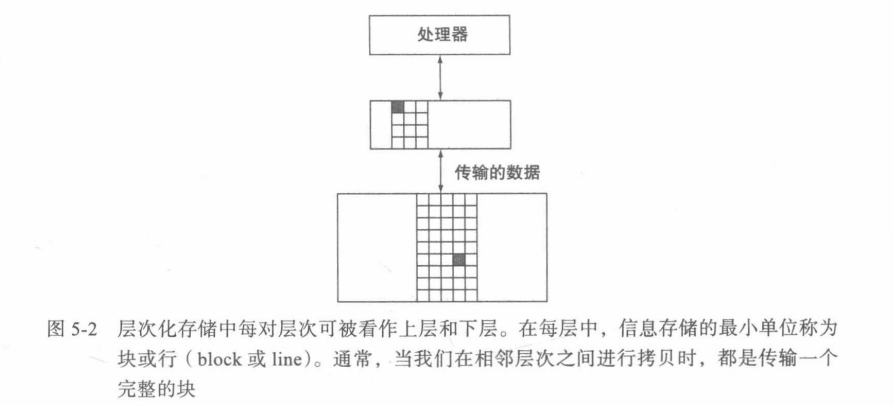 处理器
传输的数据
图 5-2 层次化存储中每对层次可被看作上层和下层。在每层中，信息存储的最小单位称为
块或行（block 或 line）。通常，当我们在相邻层次之间进行拷贝时，都是传输一个
完整的块